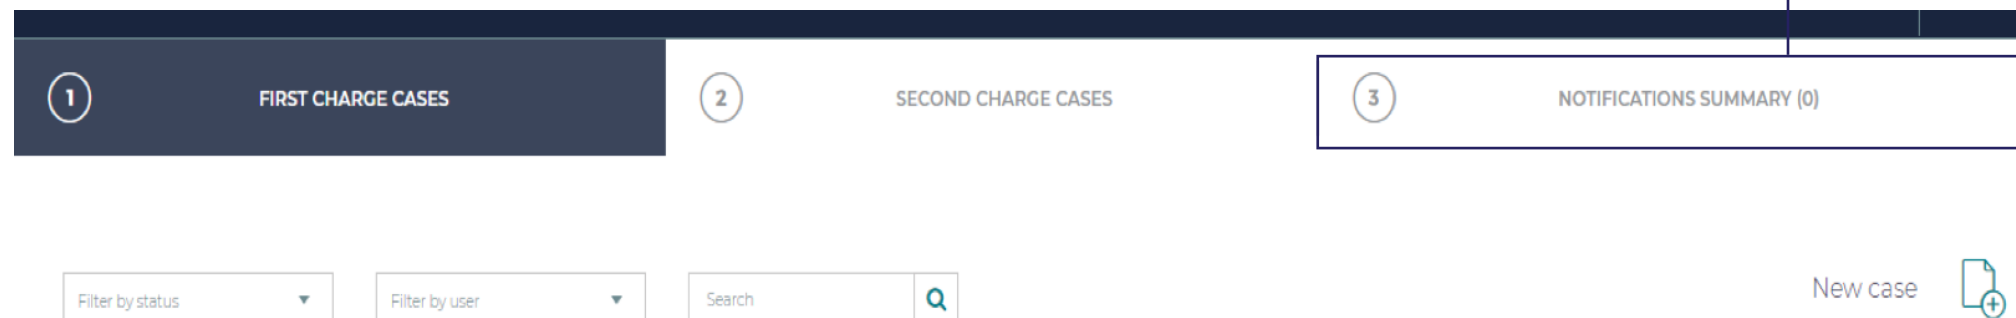 1 FIRST CHARGE CASES 2 SECOND CHARGE CASES 3 NOTIFICATIONS SUMMARY (0)
Filter by status Filter by user Search New case